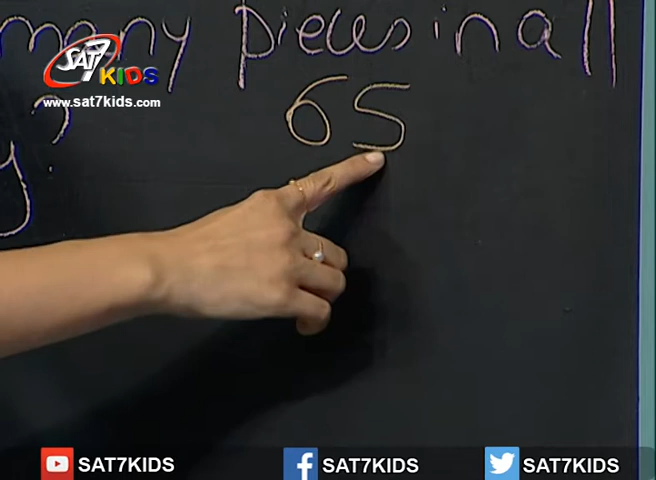 many pieces in all
SAT7
KIDS
www.sat7kids.com
?
65
y.
SAT7KIDS
SAT7KIDS
SAT7KIDS